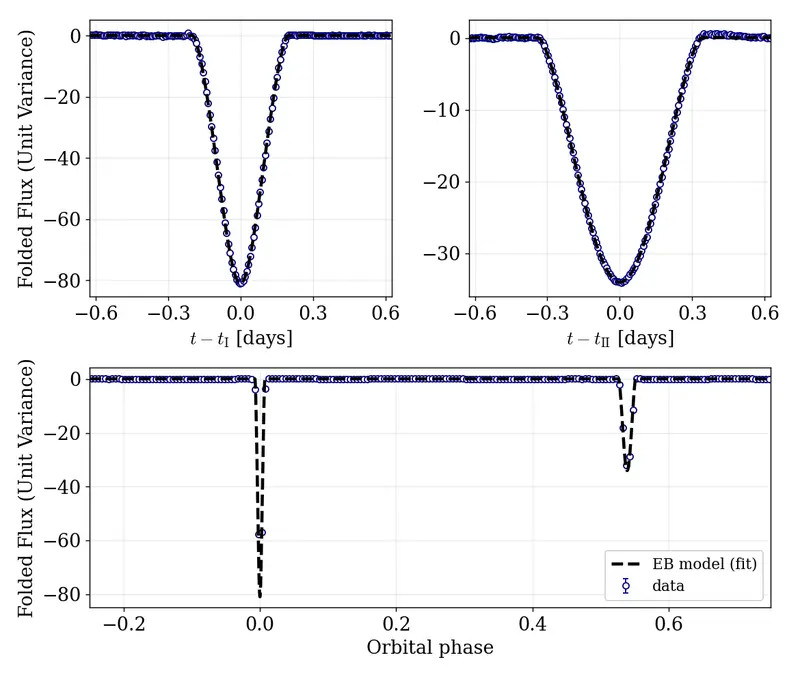 Folded Flux (Unit Variance)
0
−20
−40
−60
−80
−0.6 −0.3 0.0 0.3 0.6
t − tI [days]
0
−10
−20
−30
−0.6 −0.3 0.0 0.3 0.6
t − tII [days]
Folded Flux (Unit Variance)
0
−20
−40
−60
−80
EB model (fit)
data
−0.2 0.0 0.2 0.4 0.6
Orbital phase